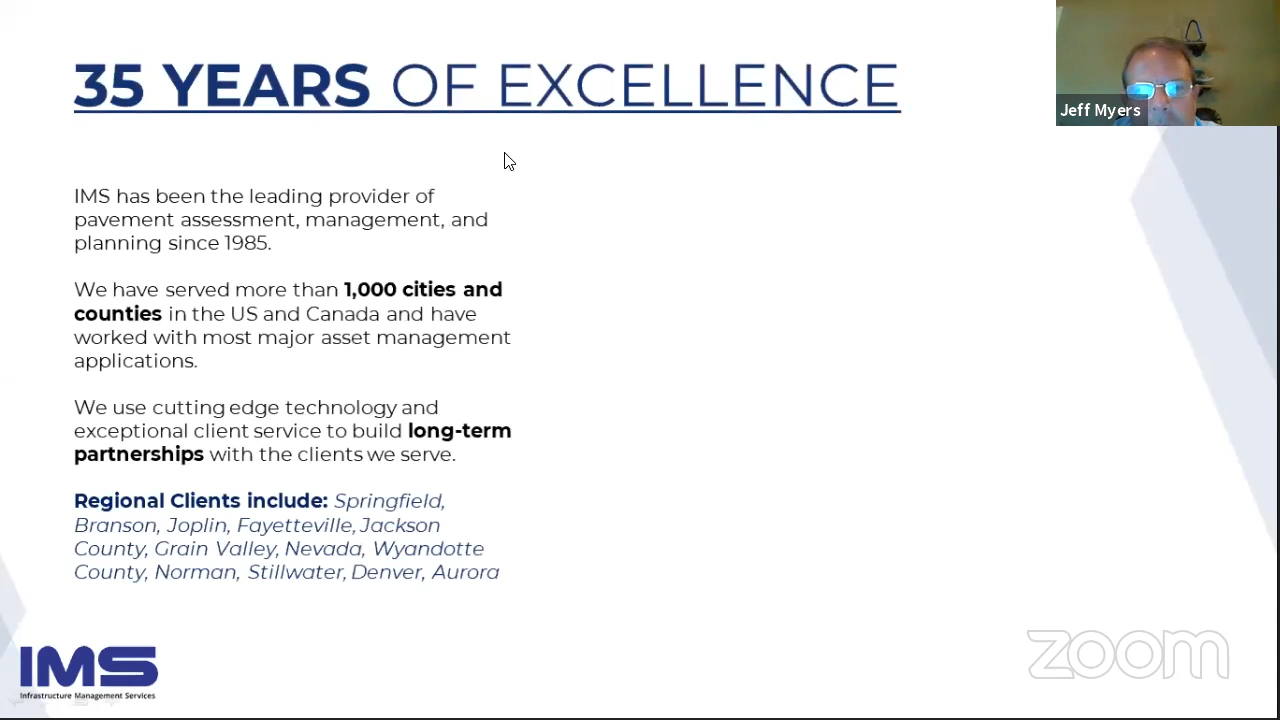 35 YEARS OF EXCELLENCE
Jeff Myers
IMS has been the leading provider of
pavement assessment, management, and
planning since 1985.
We have served more than 1,000 cities and
counties in the US and Canada and have
worked with most major asset management
applications.
We use cutting edge technology and
exceptional client service to build long-term
partnerships with the clients we serve.
Regional Clients include: Springfield,
Branson, Joplin, Fayetteville, Jackson
County, Grain Valley, Nevada, Wyandotte
County, Norman, Stillwater, Denver, Aurora
IMS
Infrastructure Management Services
zoom